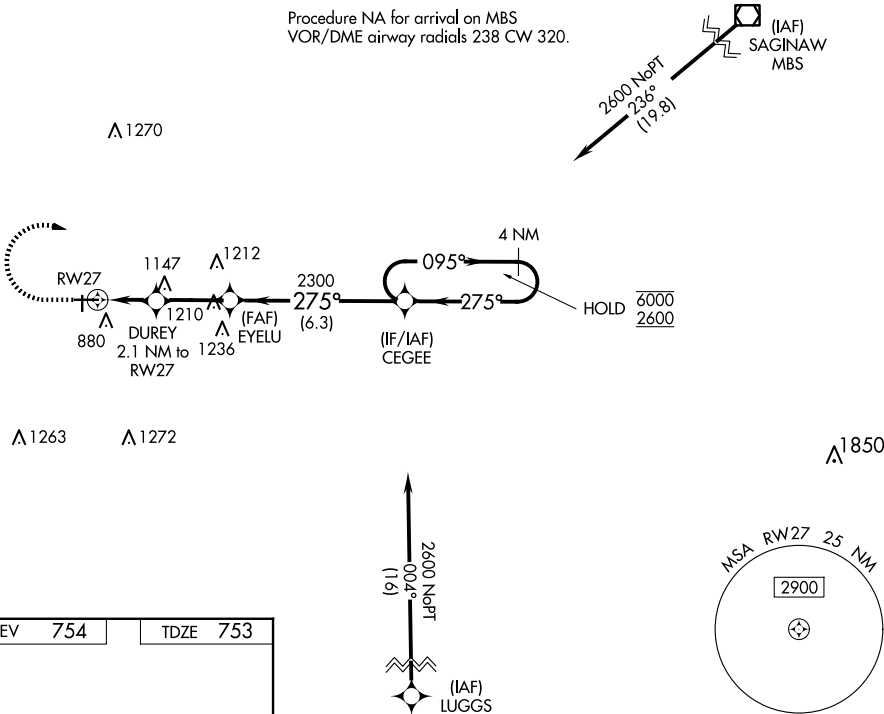 Procedure NA for arrival on MBS
VOR/DME airway radials 238 CW 320.
(IAF)
SAGINAW
MBS
2600 NoPT
236°
(19.8)
1270
4 NM
095°
1212
1147
RW27
2300
275°
275°
(6.3)
HOLD
6000
2600
1210
(FAF)
EYELU
880
DUREY
2.1 NM to
RW27
1236
(IF/IAF)
CEGEE
1263
1272
1850
2600 NoPT
004°
(16)
MSA RW27 25 NM
2900
EV 754
TDZE 753
(IAF)
LUGGS